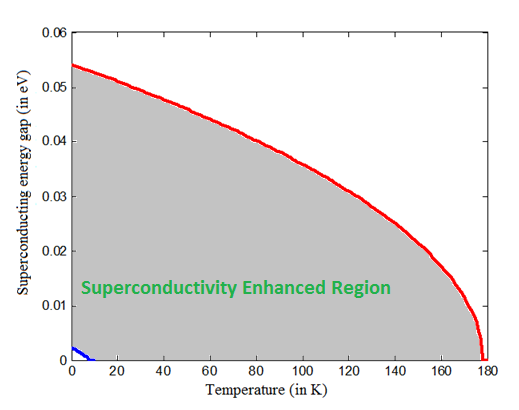 0.06
0.05
0.04
0.03
0.02
0.01
0
Superconducting energy gap (in eV)
Superconductivity Enhanced Region
0 20 40 60 80 100 120 140 160 180
Temperature (in K)